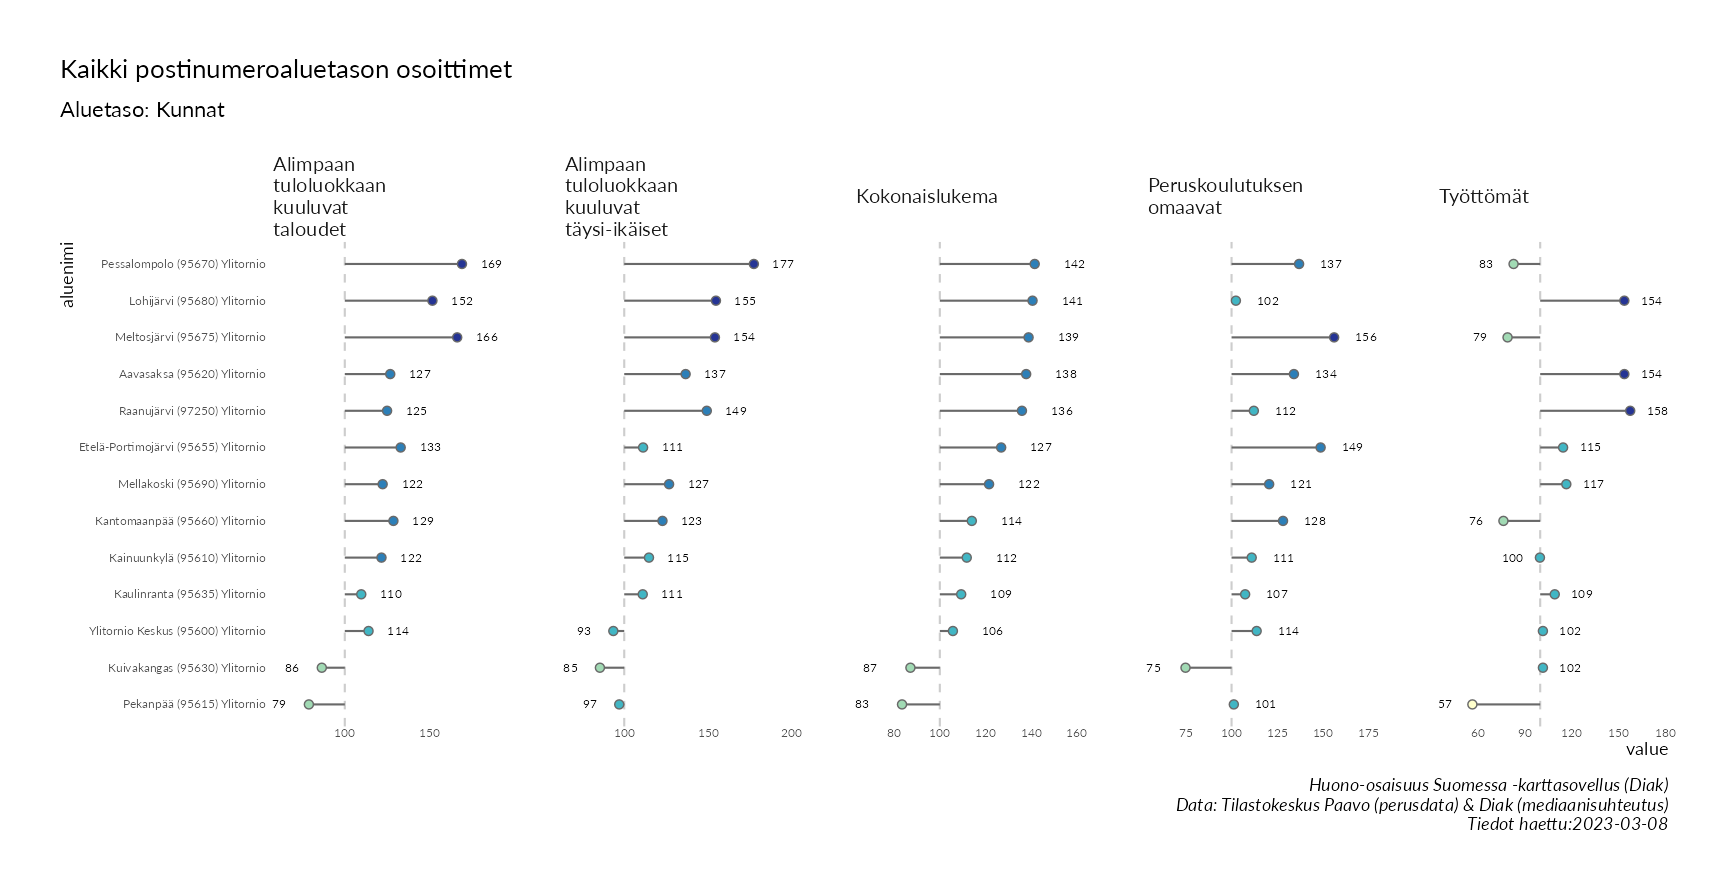 Kaikki postinumeroaluetason osoittimet
Aluetaso: Kunnat
Alimpaan
tuloluokkaan
kuuluvat
taloudet
Alimpaan
tuloluokkaan
kuuluvat
täysi-ikäiset
Kokonaislukema
Peruskoulutuksen
omaavat
Työttömät
aluenimi
Pessalompolo (95670) Ylitornio 169 177 142 137 83
Lohijärvi (95680) Ylitornio 152 155 141 102 154
Meltosjärvi (95675) Ylitornio 166 154 139 156 79
Aavasaksa (95620) Ylitornio 127 137 138 134 154
Raanujärvi (97250) Ylitornio 125 149 136 112 158
Etelä-Portimojärvi (95655) Ylitornio 133 111 127 149 115
Mellakoski (95690) Ylitornio 122 127 122 121 117
Kantomaanpää (95660) Ylitornio 129 123 114 128 76
Kainuunkylä (95610) Ylitornio 122 115 112 111 100
Kaulinranta (95635) Ylitornio 110 111 109 107 109
Ylitornio Keskus (95600) Ylitornio 114 93 106 114 102
Kuivakangas (95630) Ylitornio 86 85 87 75 102
Pekanpää (95615) Ylitornio 79 97 83 101 57
100 150 100 150 200 80 100 120 140 160 75 100 125 150 175 60 90 120 150 180
value
Huono-osaisuus Suomessa -karttasovellus (Diak)
Data: Tilastokeskus Paavo (perusdata) & Diak (mediaanisuhteutus)
Tiedot haettu:2023-03-08